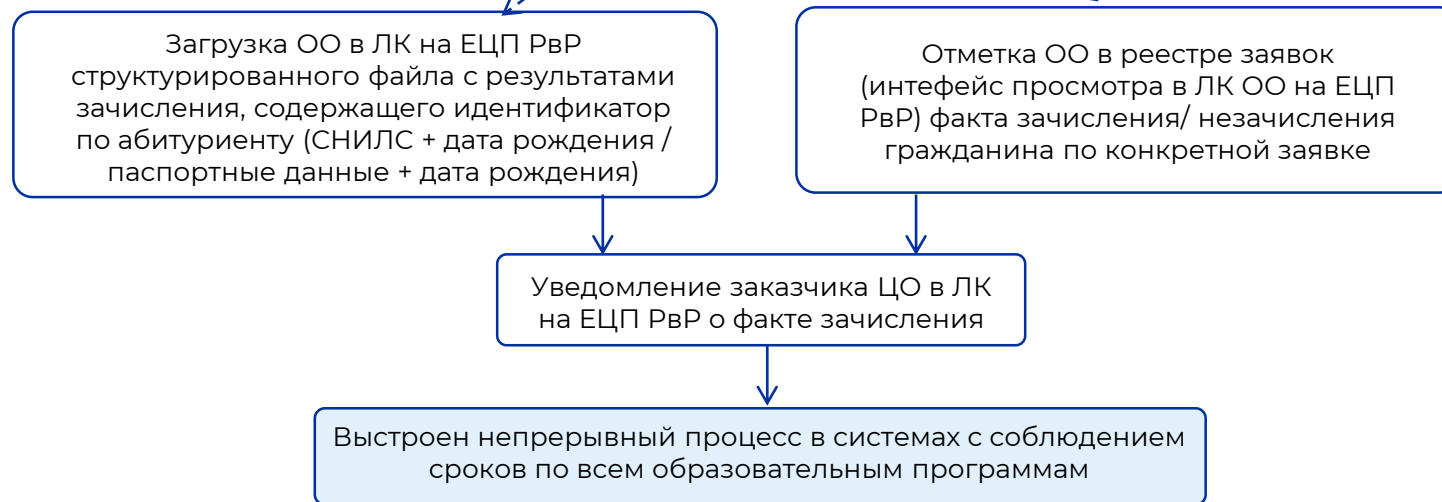 Загрузка ОО в ЛК на ЕЦП РвР
структурированного файла с результатами
зачисления, содержащего идентификатор
по абитуриенту (СНИЛС + дата рождения /
паспортные данные + дата рождения)
Отметка ОО в реестре заявок
(интефейс просмотра в ЛК ОО на ЕЦП
РвР) факта зачисления/ незачисления
гражданина по конкретной заявке
Уведомление заказчика ЦО в ЛК
на ЕЦП РвР о факте зачисления
Выстроен непрерывный процесс в системах с соблюдением
сроков по всем образовательным программам